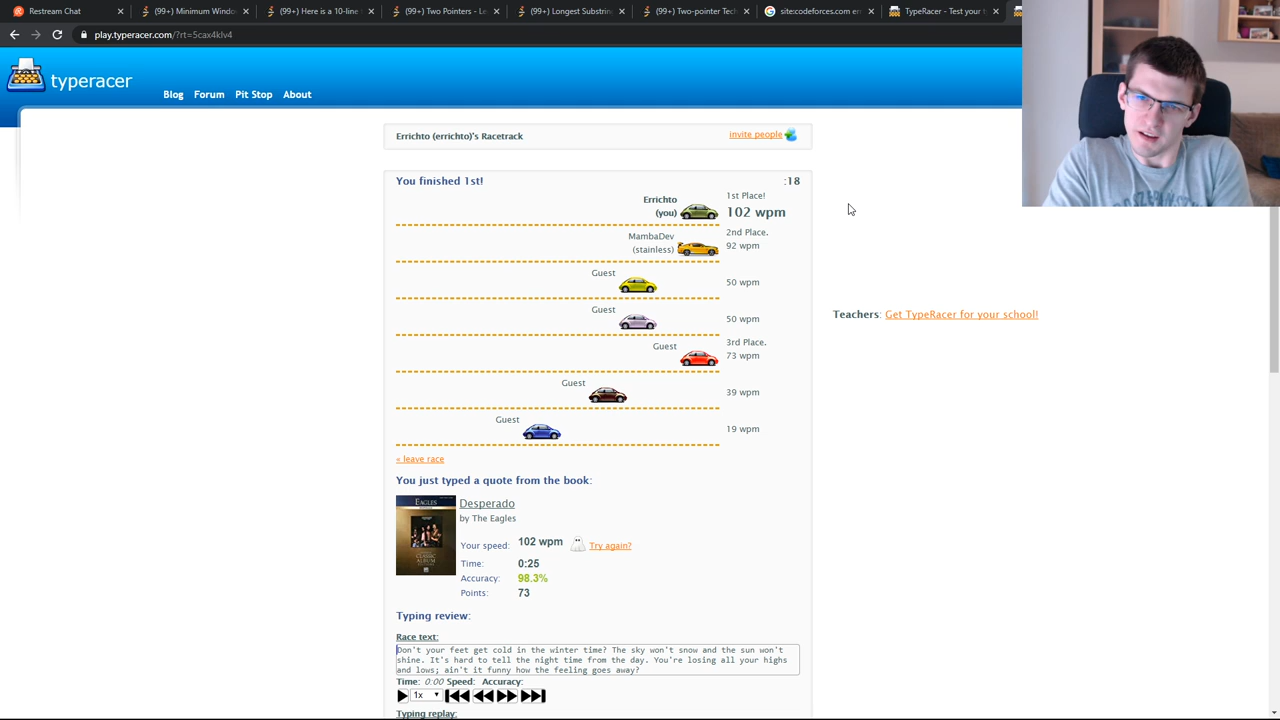 Restream Chat
(99+) Minimum Windo
(99+) Here is a 10-line
(99+) Two Pointers - Le
(99+) Longest Substring
(99+) Two-pointer Tech
site:codeforces.com er
TypeRacer - Test your t
play.typeracer.com/?rt=5cax4klv4
typeracer
Blog Forum Pit Stop About
Errichto (errichto)'s Racetrack
invite people
You finished 1st!
:18
Errichto
(you)
1st Place!
102 wpm
MambaDev
(stainless)
2nd Place.
92 wpm
Guest
50 wpm
Guest
50 wpm
Guest
3rd Place.
73 wpm
Guest
39 wpm
Guest
19 wpm
« leave race
You just typed a quote from the book:
EAGLES
Desperado
by The Eagles
Your speed: 102 wpm Try again?
Time: 0:25
Accuracy: 98.3%
Points: 73
Typing review:
Race text:
Don't your feet get cold in the winter time? The sky won't snow and the sun won't
shine. It's hard to tell the night time from the day. You're losing all your highs
and lows; ain't it funny how the feeling goes away?
Time: 0:00 Speed: Accuracy:
1x
Typing replay:
Teachers: Get TypeRacer for your school!